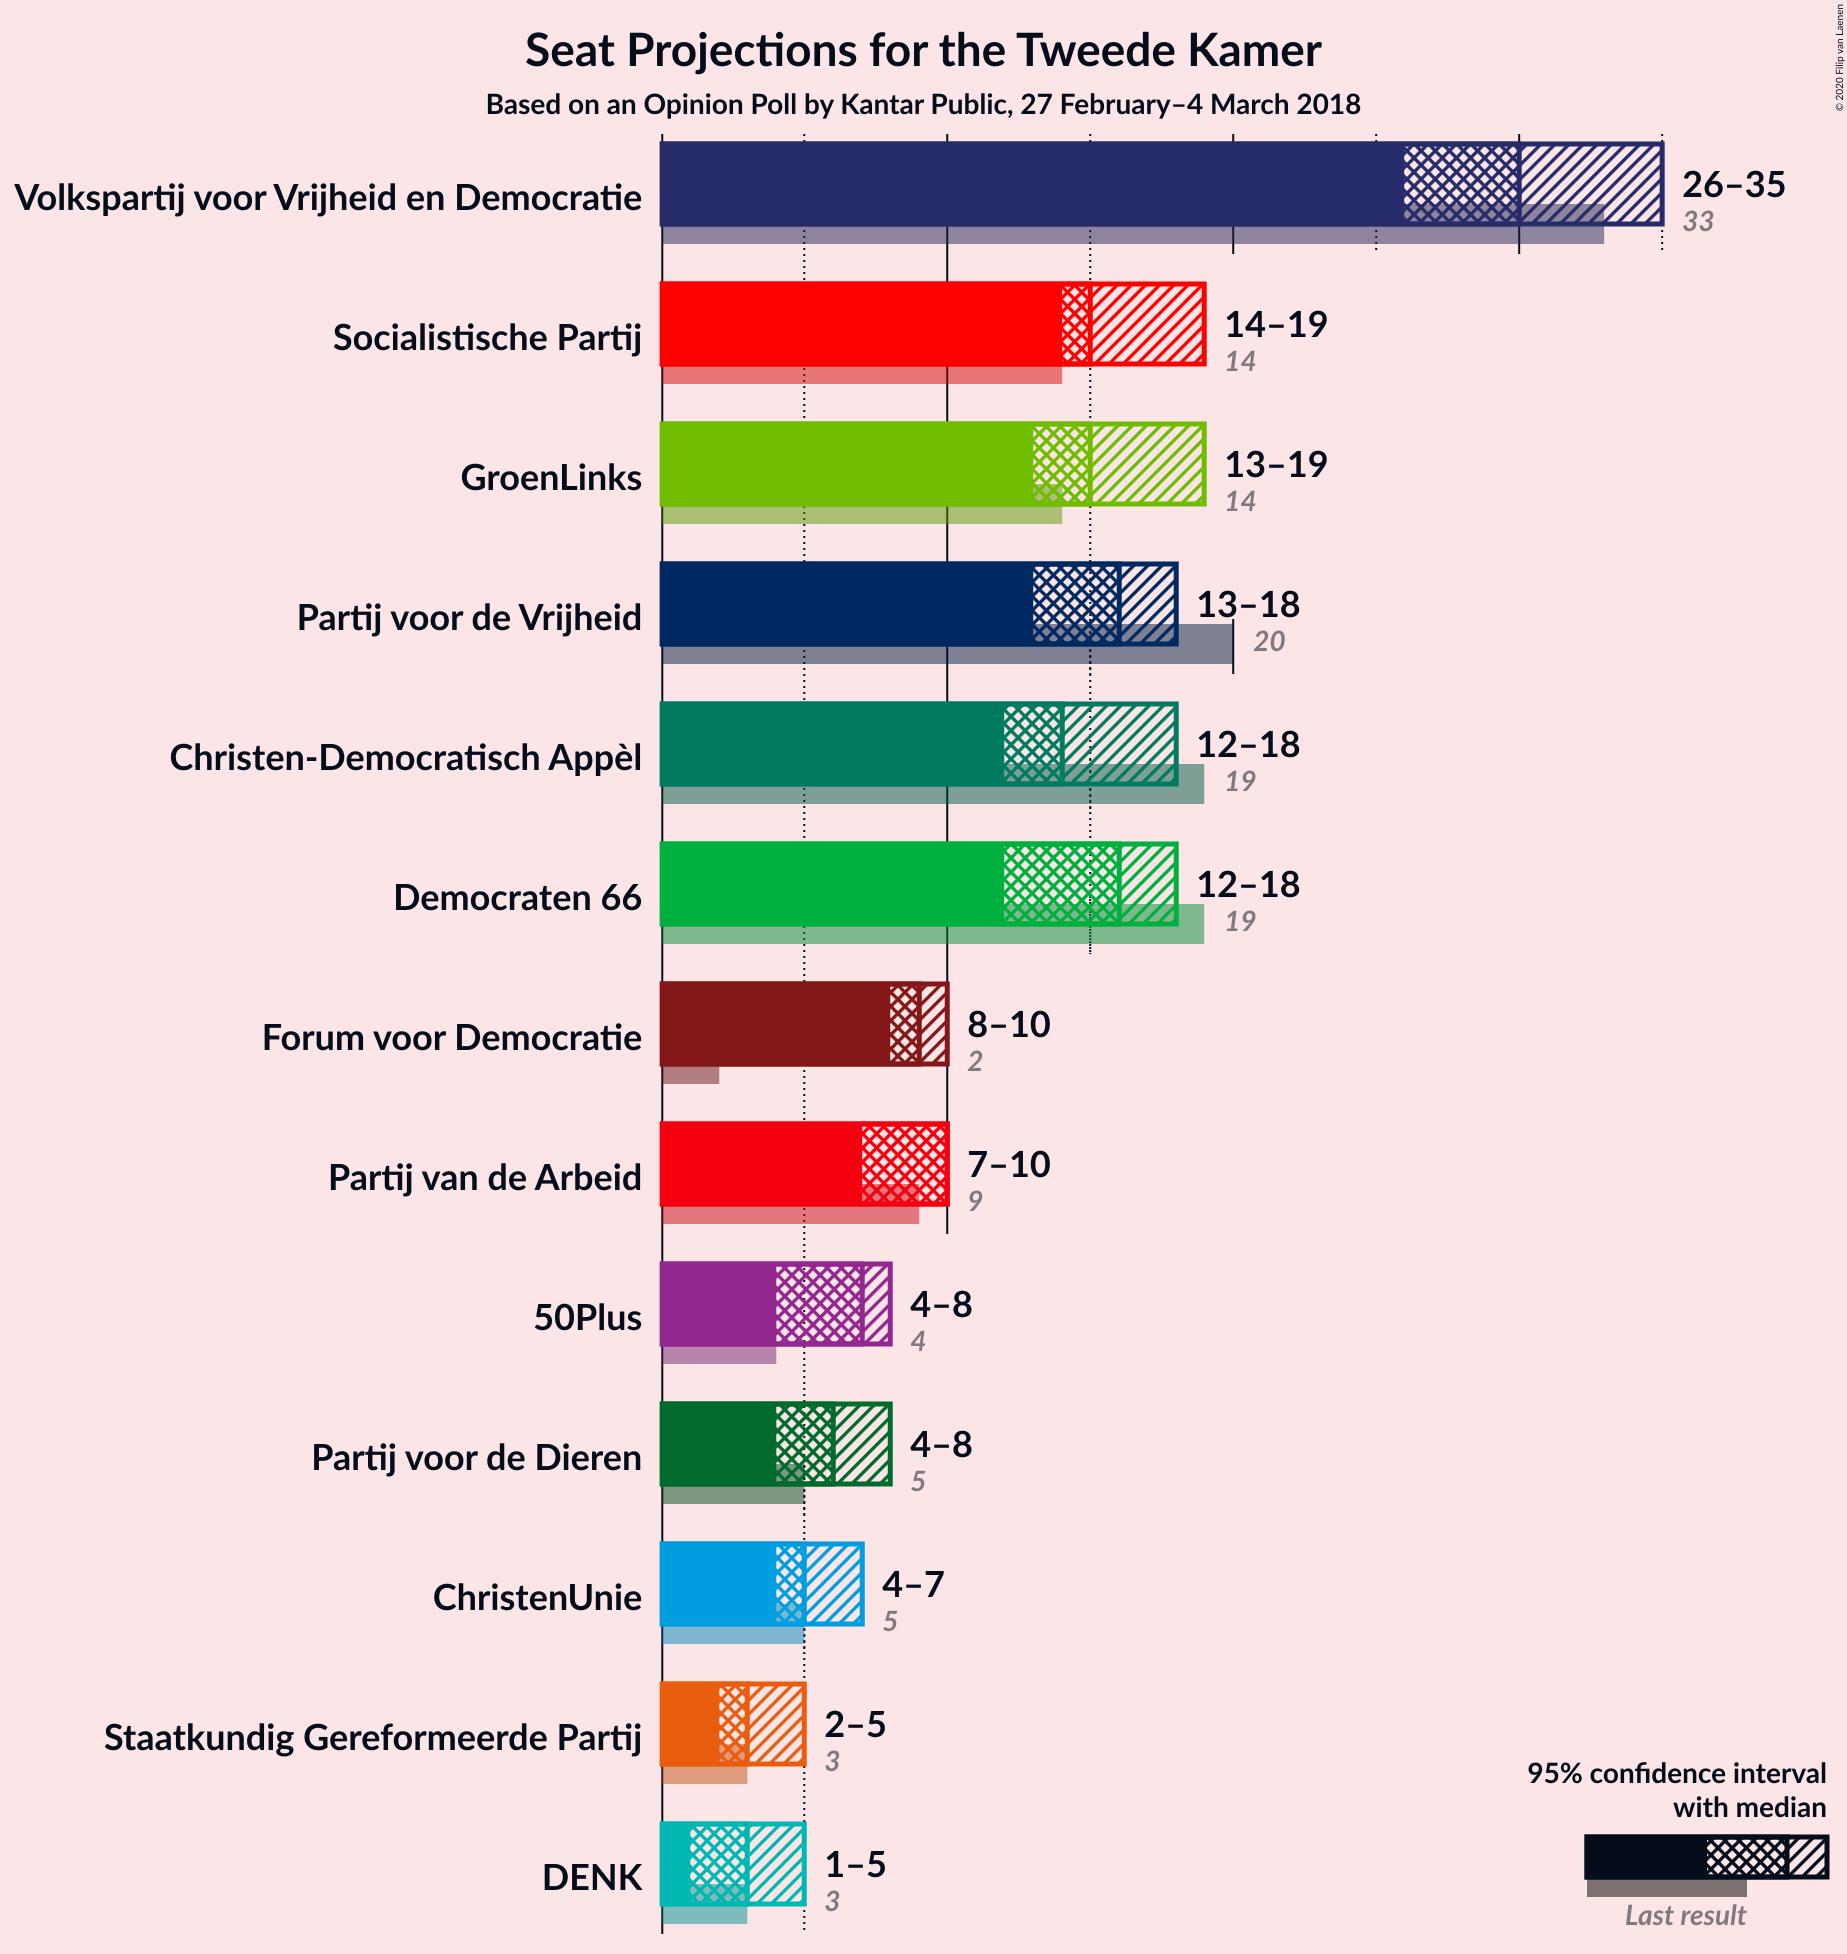 Seat Projections for the Tweede Kamer
Based on an Opinion Poll by Kantar Public, 27 February–4 March 2018
© 2020 Filip van Laenen
Volkspartij voor Vrijheid en Democratie
26–35
33
Socialistische Partij
14–19
14
GroenLinks
13–19
14
Partij voor de Vrijheid
13–18
20
Christen-Democratisch Appèl
12–18
19
Democraten 66
12–18
19
Forum voor Democratie
8–10
2
Partij van de Arbeid
7–10
9
50Plus
4–8
4
Partij voor de Dieren
4–8
5
ChristenUnie
4–7
5
Staatkundig Gereformeerde Partij
2–5
3
DENK
1–5
3
95% confidence interval
with median
Last result